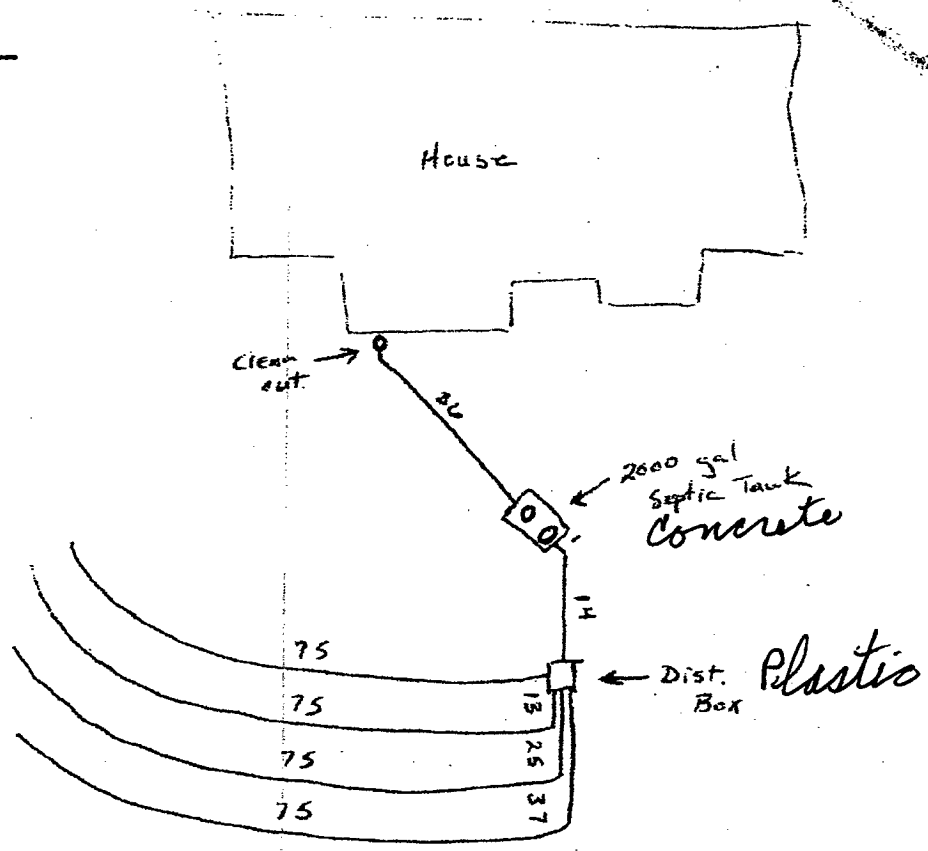 House
Clean
out.
2000 gal
Septic Tank
Concrete
14
75
Dist. Plastic
Box
75
13
75
25
75
37